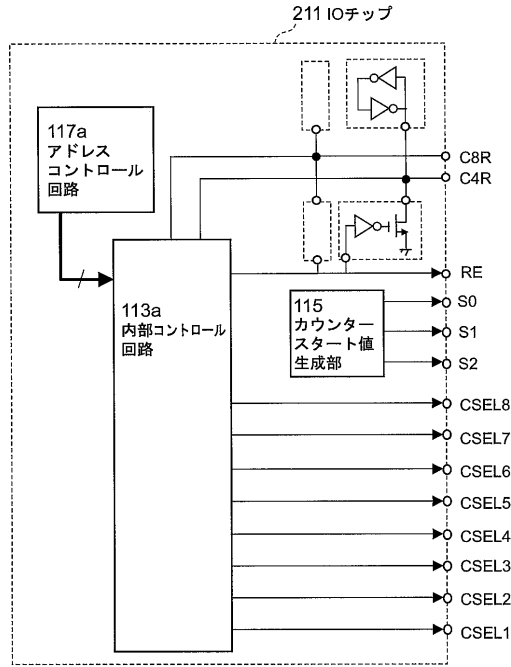 211 IOチップ
117a
アドレス
コントロール
回路
C8R
C4R
113a
内部コントロール
回路
RE
115
カウンター
スタート値
生成部
S0
S1
S2
CSEL8
CSEL7
CSEL6
CSEL5
CSEL4
CSEL3
CSEL2
CSEL1